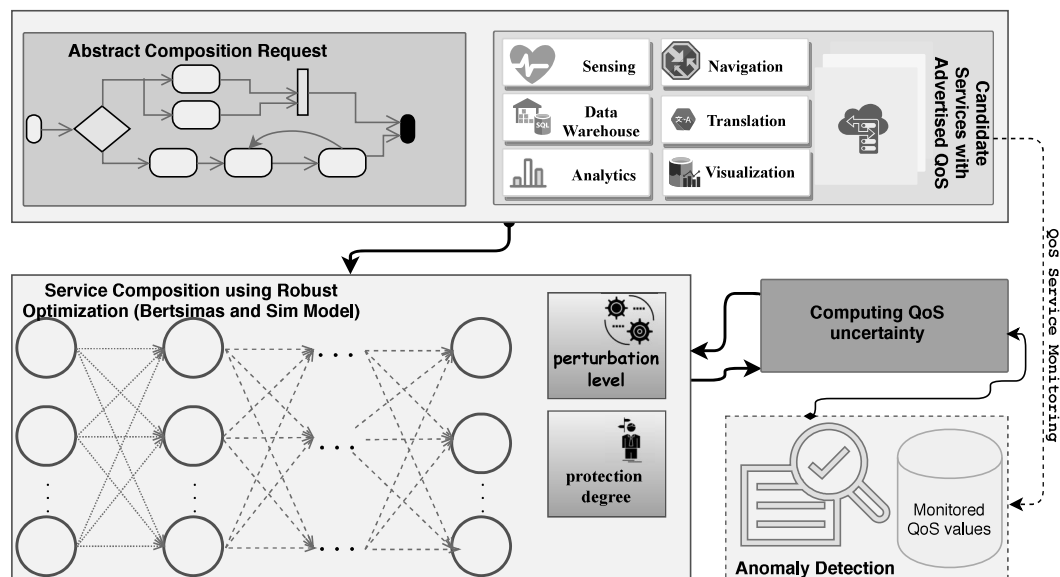 Abstract Composition Request
Sensing
Navigation
Data
Warehouse
SQL
Translation
文-A
Analytics
Visualization
Candidate
Services with
Advertised QoS
QoS Service Monitoring
Service Composition using Robust
Optimization (Bertsimas and Sim Model)
perturbation
level
protection
degree
Computing QoS
uncertainty
Monitored
QoS values
Anomaly Detection